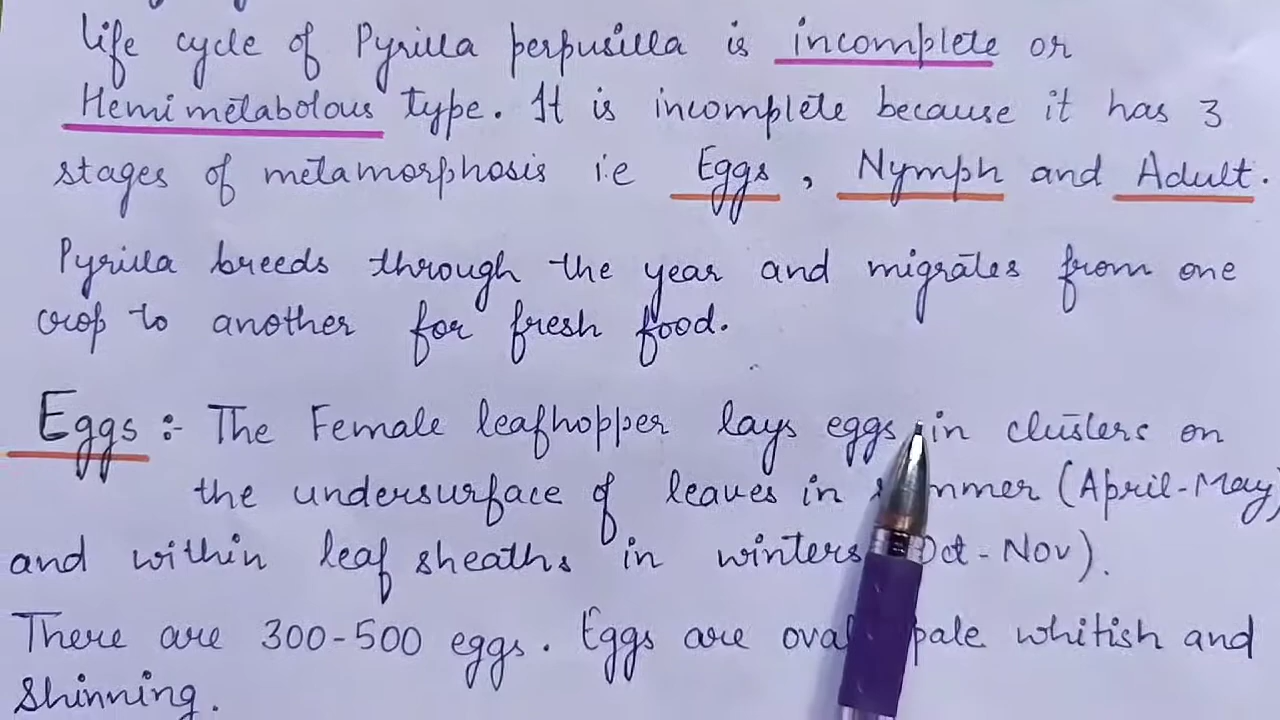 life cycle of Pyrilla perpusilla is incomplete or
Hemimetabolous type. It is incomplete because it has 3
stages of metamorphosis i.e Eggs, Nymph and Adult.
Pyrilla breeds through the year and migrates from one
crop to another for fresh food.
Eggs :- The Female leafhopper lays eggs in clusters on
the undersurface of leaves in summer (April-May)
and within leaf sheaths in winters (Oct-Nov).
There are 300-500 eggs. Eggs are oval pale whitish and
shinning.